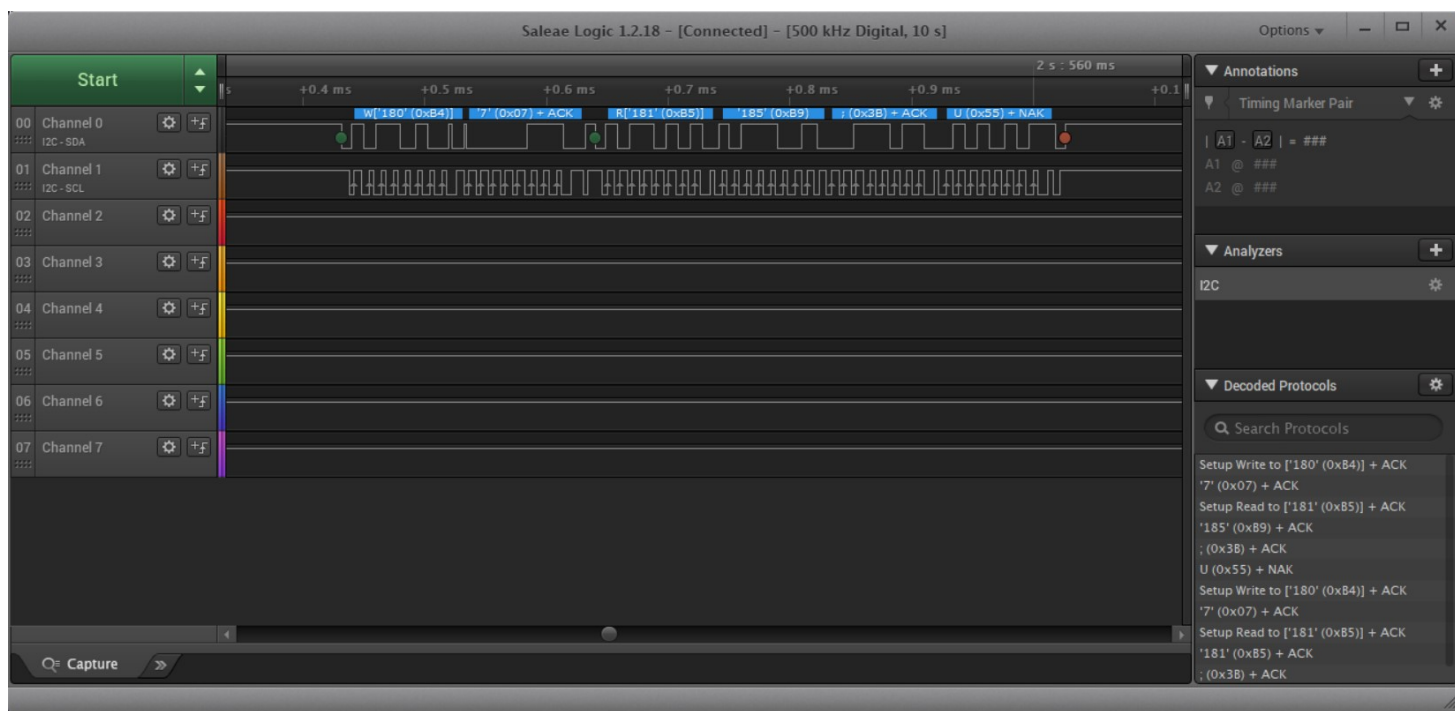 Saleae Logic 1.2.18 - [Connected] - [500 kHz Digital, 10 s]
Options
Start
2 s : 560 ms
s
+0.4 ms
+0.5 ms
+0.6 ms
+0.7 ms
+0.8 ms
+0.9 ms
+0.1
W['180' (0xB4)]
'7' (0x07) + ACK
R['181' (0xB5)]
'185' (0xB9)
; (0x3B) + ACK
U (0x55) + NAK
00 Channel 0
I2C - SDA
01 Channel 1
I2C - SCL
02 Channel 2
03 Channel 3
04 Channel 4
05 Channel 5
06 Channel 6
07 Channel 7
Capture
Annotations
Timing Marker Pair
| A1 - A2 | = ###
A1 @ ###
A2 @ ###
Analyzers
I2C
Decoded Protocols
Search Protocols
Setup Write to ['180' (0xB4)] + ACK
'7' (0x07) + ACK
Setup Read to ['181' (0xB5)] + ACK
'185' (0xB9) + ACK
; (0x3B) + ACK
U (0x55) + NAK
Setup Write to ['180' (0xB4)] + ACK
'7' (0x07) + ACK
Setup Read to ['181' (0xB5)] + ACK
'181' (0xB5) + ACK
; (0x3B) + ACK